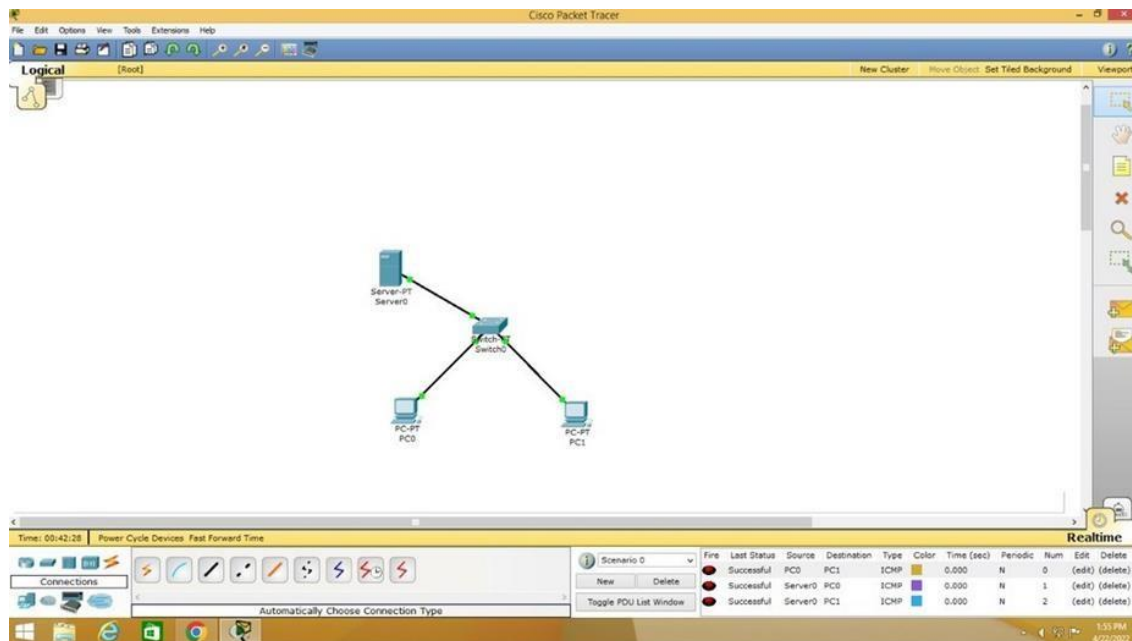 Cisco Packet Tracer
File Edit Options View Tools Extensions Help
Logical [Root] New Cluster Move Object Set Tiled Background Viewport
Server-PT
Server0
Switch0
PC-PT
PC0
PC-PT
PC1
Time: 00:42:28 Power Cycle Devices Fast Forward Time Realtime
Connections
Automatically Choose Connection Type
Scenario 0
New Delete
Toggle PDU List Window
Fire Last Status Source Destination Type Color Time (sec) Periodic Num Edit Delete
Successful PC0 PC1 ICMP 0.000 N 0 (edit) (delete)
Successful Server0 PC0 ICMP 0.000 N 1 (edit) (delete)
Successful Server0 PC1 ICMP 0.000 N 2 (edit) (delete)
1:55 PM